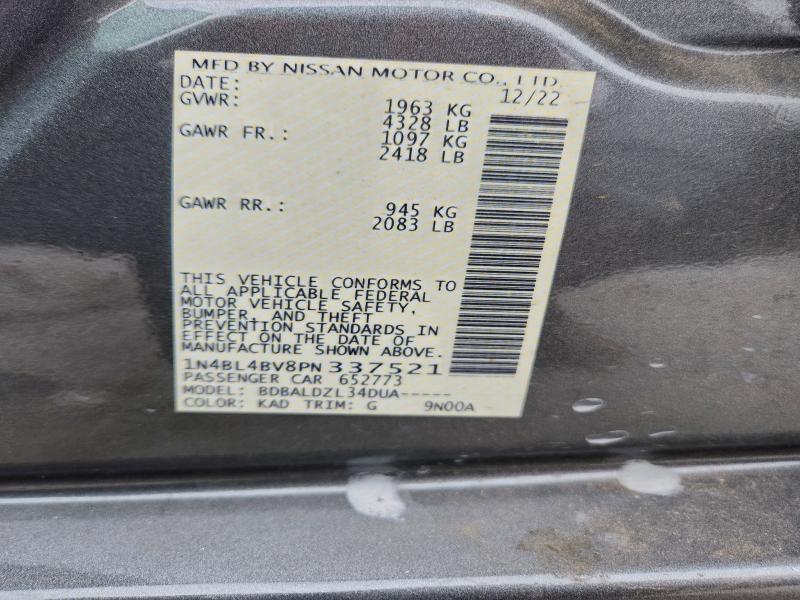 MFD BY NISSAN MOTOR CO., LTD
DATE: 12/22
GVWR: 1963 KG
4328 LB
GAWR FR.: 1097 KG
2418 LB
GAWR RR.: 945 KG
2083 LB
THIS VEHICLE CONFORMS TO
ALL APPLICABLE FEDERAL
MOTOR VEHICLE SAFETY,
BUMPER, AND THEFT
PREVENTION STANDARDS IN
EFFECT ON THE DATE OF
MANUFACTURE SHOWN ABOVE.
1N4BL4BV8PN337521
PASSENGER CAR 652773
MODEL: BDBALDZL34DUA-----
COLOR: KAD TRIM: G 9N00A